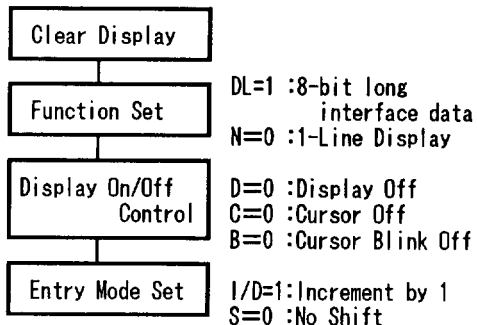 Clear Display
Function Set
DL=1 :8-bit long
interface data
N=0 :1-Line Display
Display On/Off
Control
D=0 :Display Off
C=0 :Cursor Off
B=0 :Cursor Blink Off
Entry Mode Set
I/D=1:Increment by 1
S=0 :No Shift